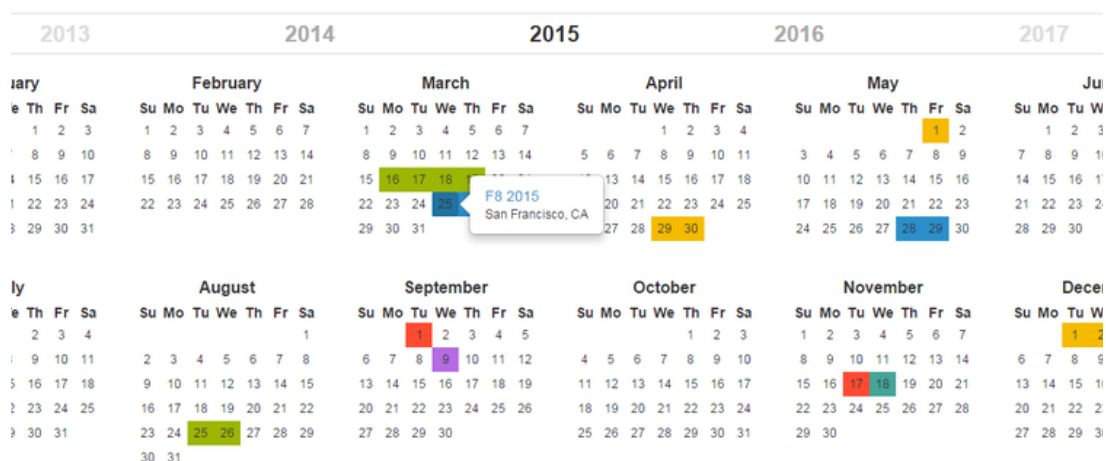 2013 2014 2015 2016 2017
uary February March April May Ju
e Th Fr Sa Su Mo Tu We Th Fr Sa Su Mo Tu We Th Fr Sa Su Mo Tu We Th Fr Sa Su Mo Tu We Th Fr Sa Su Mo Tu W
1 2 3 1 2 3 4 5 6 7 1 2 3 4 5 6 7 1 2 3 4 1 2 1 2 3
8 9 10 8 9 10 11 12 13 14 8 9 10 11 12 13 14 5 6 7 8 9 10 11 3 4 5 6 7 8 9 7 8 9 1
15 16 17 15 16 17 18 19 20 21 15 16 17 18 13 14 15 16 17 18 10 11 12 13 14 15 16 14 15 16 1
F8 2015
San Francisco, CA
22 23 24 22 23 24 25 26 27 28 22 23 24 25 20 21 22 23 24 25 17 18 19 20 21 22 23 21 22 23 2
29 30 31 29 30 31 27 28 29 30 24 25 26 27 28 29 30 28 29 30
ly August September October November Dece
e Th Fr Sa Su Mo Tu We Th Fr Sa Su Mo Tu We Th Fr Sa Su Mo Tu We Th Fr Sa Su Mo Tu We Th Fr Sa Su Mo Tu W
2 3 4 1 1 2 3 4 5 1 2 3 1 2 3 4 5 6 7 1 2
9 10 11 2 3 4 5 6 7 8 6 7 8 9 10 11 12 4 5 6 7 8 9 10 8 9 10 11 12 13 14 6 7 8 9
16 17 18 9 10 11 12 13 14 15 13 14 15 16 17 18 19 11 12 13 14 15 16 17 15 16 17 18 19 20 21 13 14 15 1
23 24 25 16 17 18 19 20 21 22 20 21 22 23 24 25 26 18 19 20 21 22 23 24 22 23 24 25 26 27 28 20 21 22 2
30 31 23 24 25 26 27 28 29 27 28 29 30 25 26 27 28 29 30 31 29 30 27 28 29 3
30 31